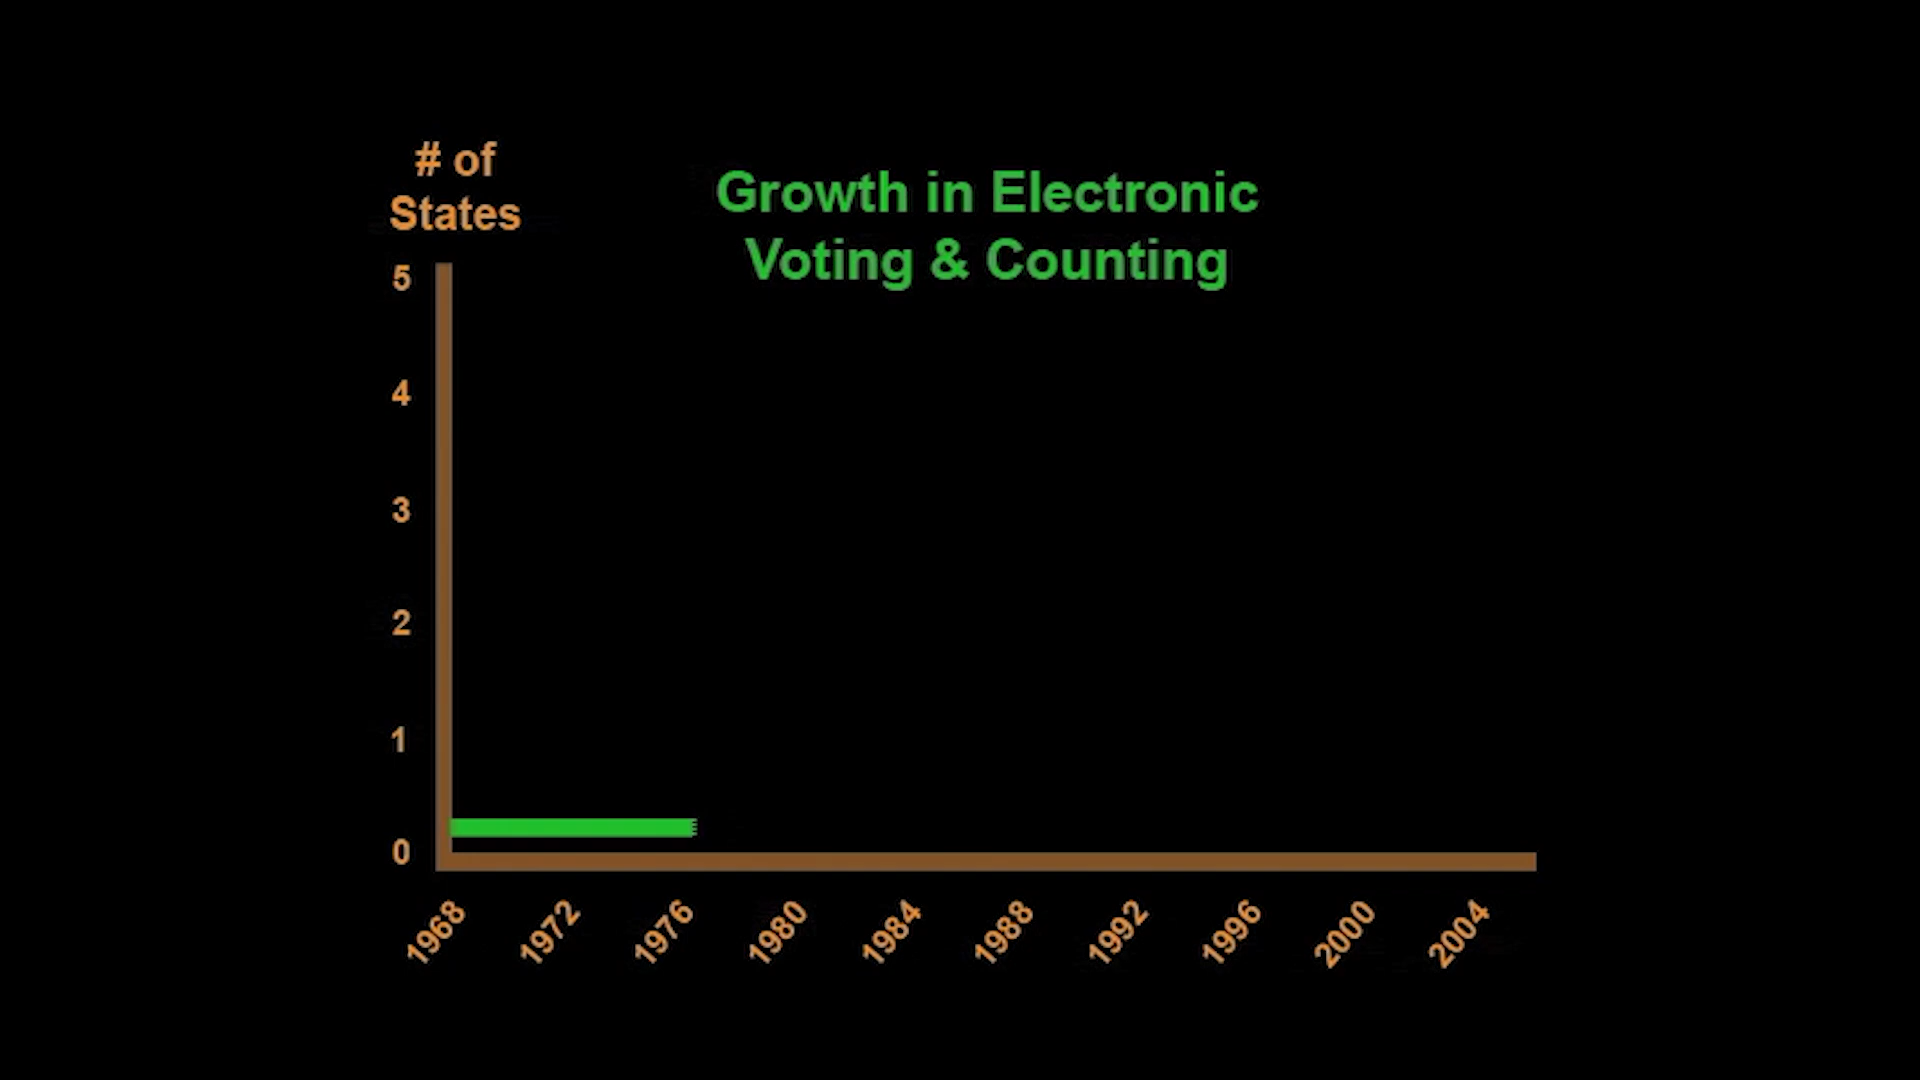 # of
States
Growth in Electronic
Voting & Counting
5
4
3
2
1
0
1968 1972 1976 1980 1984 1988 1992 1996 2000 2004